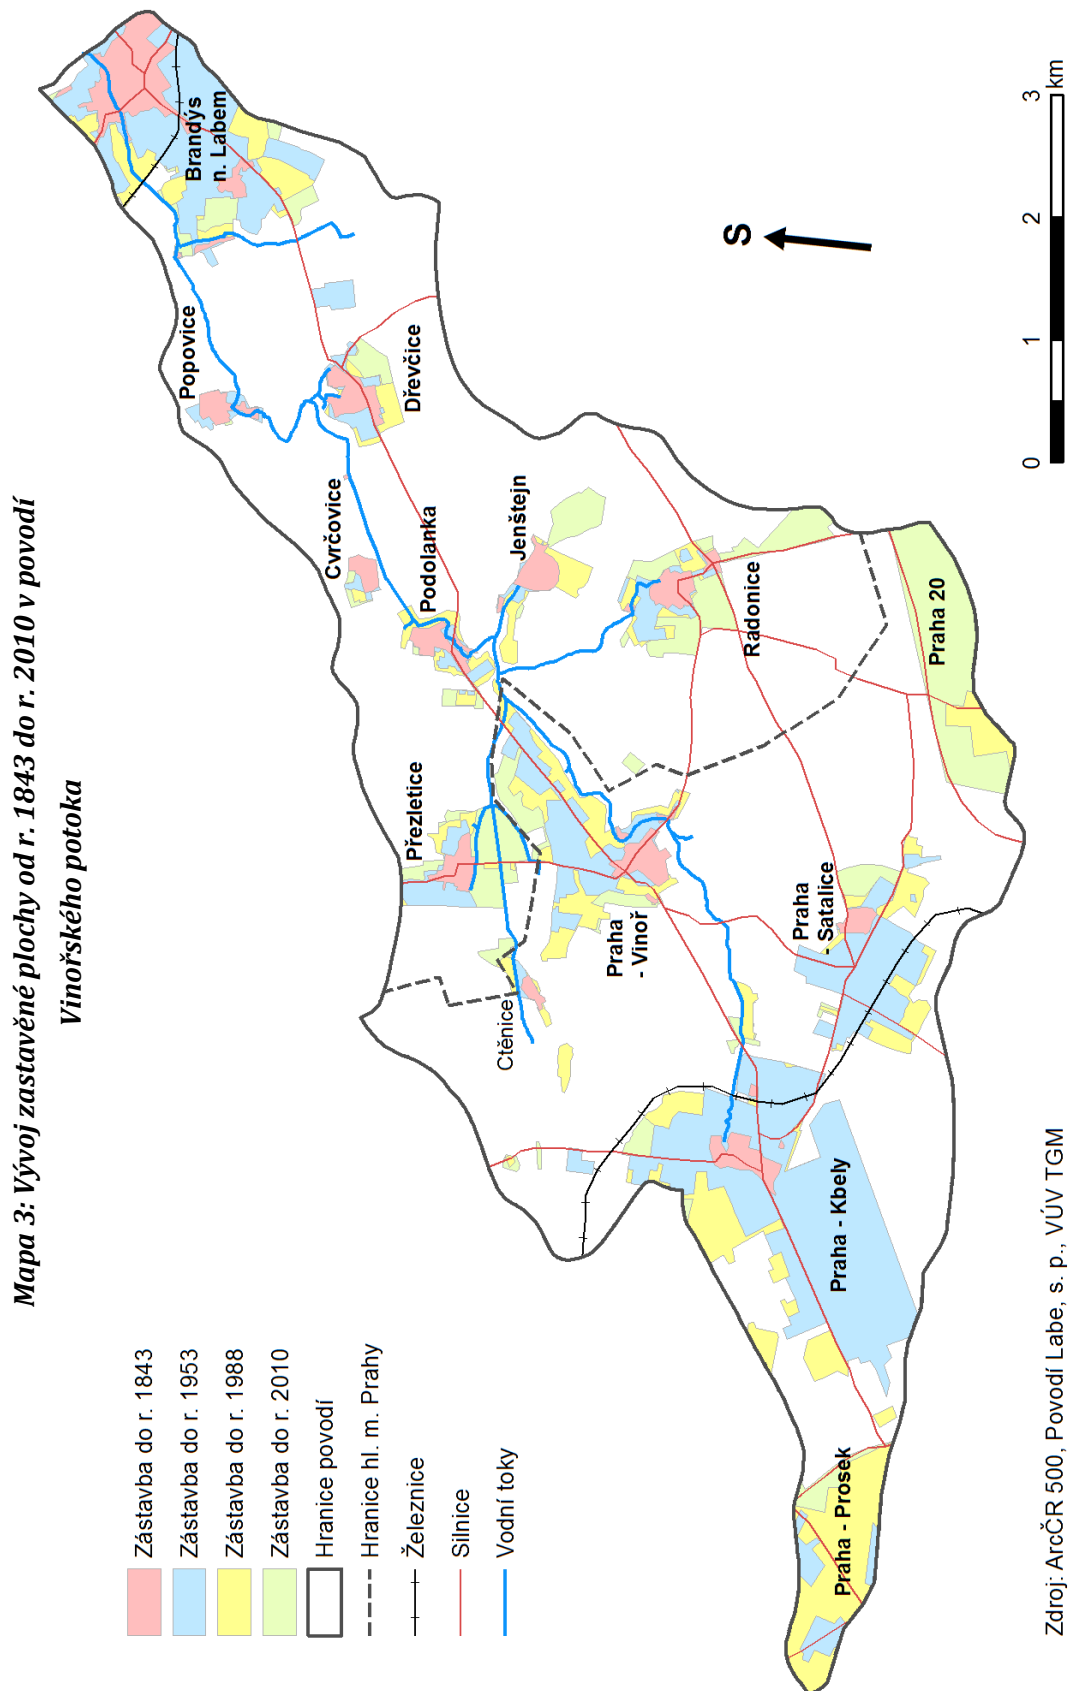 Mapa 3: Vývoj zastavěné plochy od r. 1843 do r. 2010 v povodí
Vinořského potoka
Zástavba do r. 1843
Zástavba do r. 1953
Zástavba do r. 1988
Zástavba do r. 2010
Hranice povodí
Hranice hl. m. Prahy
Železnice
Silnice
Vodní toky
Brandýs
n. Labem
Popovice
Dřevčice
Cvrčovice
Podolanka
Jenštejn
Přezletice
Radonice
Praha 20
Ctěnice
Praha
- Vinoř
Praha
- Satalice
Praha - Kbely
Praha - Prosek
S
0
1
2
3
km
Zdroj: ArcČR 500, Povodí Labe, s. p., VÚV TGM